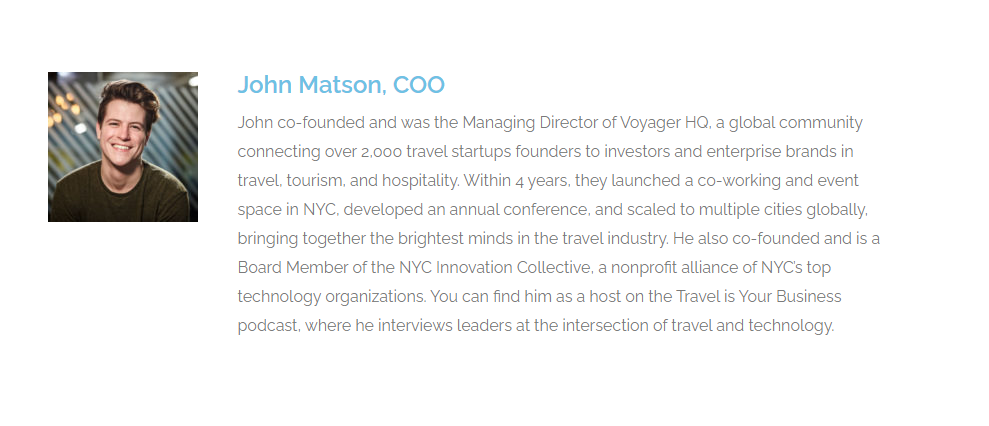 John Matson, COO
John co-founded and was the Managing Director of Voyager HQ, a global community
connecting over 2,000 travel startups founders to investors and enterprise brands in
travel, tourism, and hospitality. Within 4 years, they launched a co-working and event
space in NYC, developed an annual conference, and scaled to multiple cities globally,
bringing together the brightest minds in the travel industry. He also co-founded and is a
Board Member of the NYC Innovation Collective, a nonprofit alliance of NYC's top
technology organizations. You can find him as a host on the Travel is Your Business
podcast, where he interviews leaders at the intersection of travel and technology.